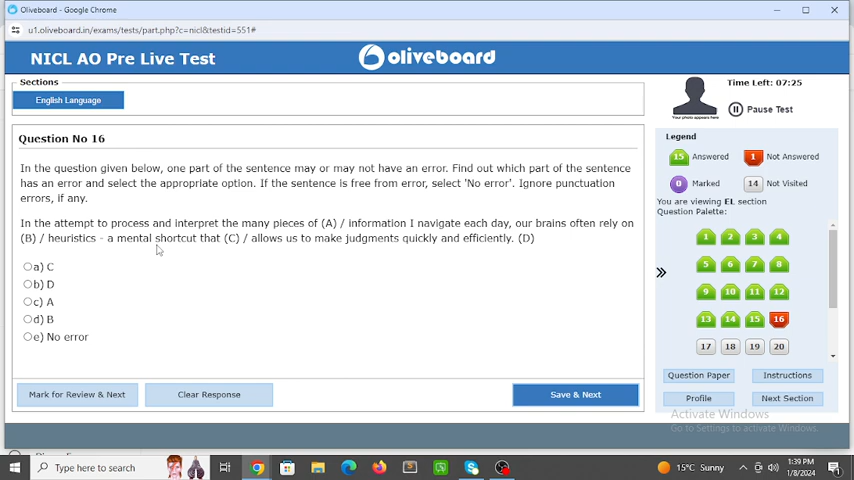 Oliveboard - Google Chrome
u1.oliveboard.in/exams/tests/part.php?c=nicl&testid=551#
NICL AO Pre Live Test
oliveboard
Sections
English Language
Time Left: 07:25
Your photo appears here
Pause Test
Question No 16
Legend
15 Answered 1 Not Answered
0 Marked 14 Not Visited
You are viewing EL section
Question Palette:
In the question given below, one part of the sentence may or may not have an error. Find out which part of the sentence
has an error and select the appropriate option. If the sentence is free from error, select 'No error'. Ignore punctuation
errors, if any.
In the attempt to process and interpret the many pieces of (A) / information I navigate each day, our brains often rely on
(B) / heuristics - a mental shortcut that (C) / allows us to make judgments quickly and efficiently. (D)
a) C
b) D
c) A
d) B
e) No error
1 2 3 4
5 6 7 8
9 10 11 12
13 14 15 16
17 18 19 20
Mark for Review & Next Clear Response Save & Next
Question Paper Instructions
Profile Next Section
Activate Windows
Go to Settings to activate Windows.
Type here to search
15°C Sunny
1:39 PM
1/8/2024